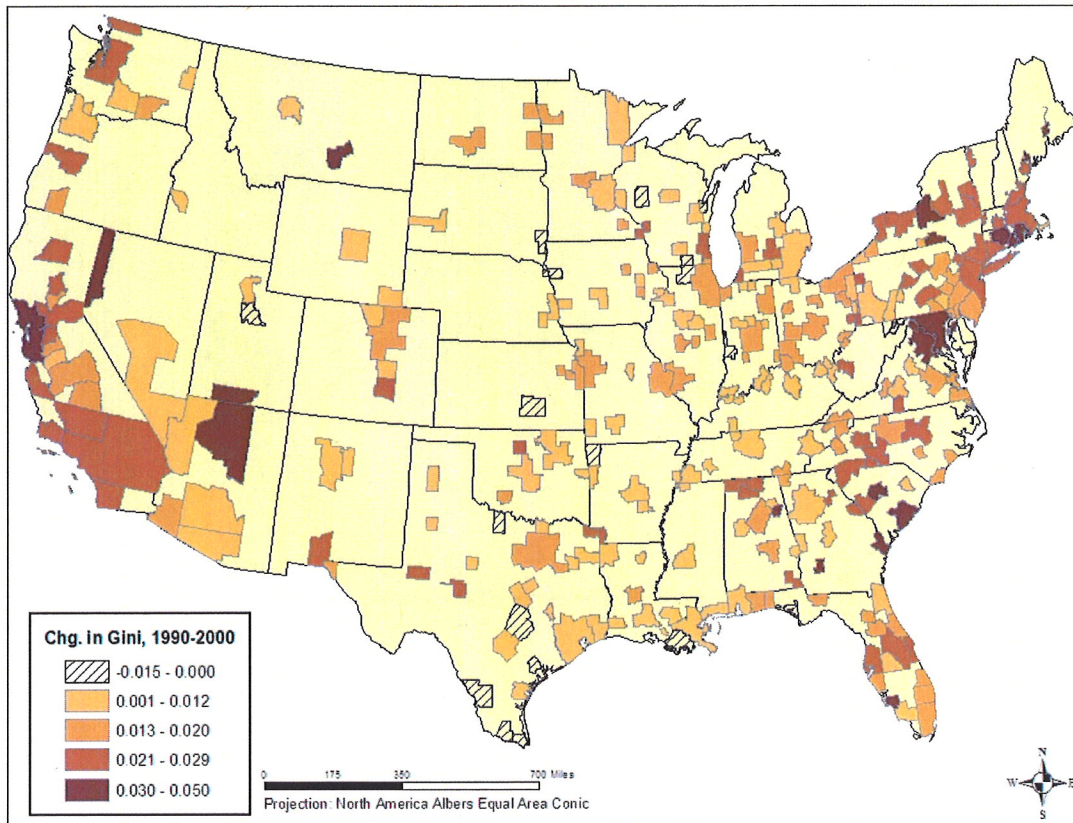 Chg. in Gini, 1990-2000
-0.015 - 0.000
0.001 - 0.012
0.013 - 0.020
0.021 - 0.029
0.030 - 0.050
0 175 350 700 Miles
Projection: North America Albers Equal Area Conic
N
W E
S